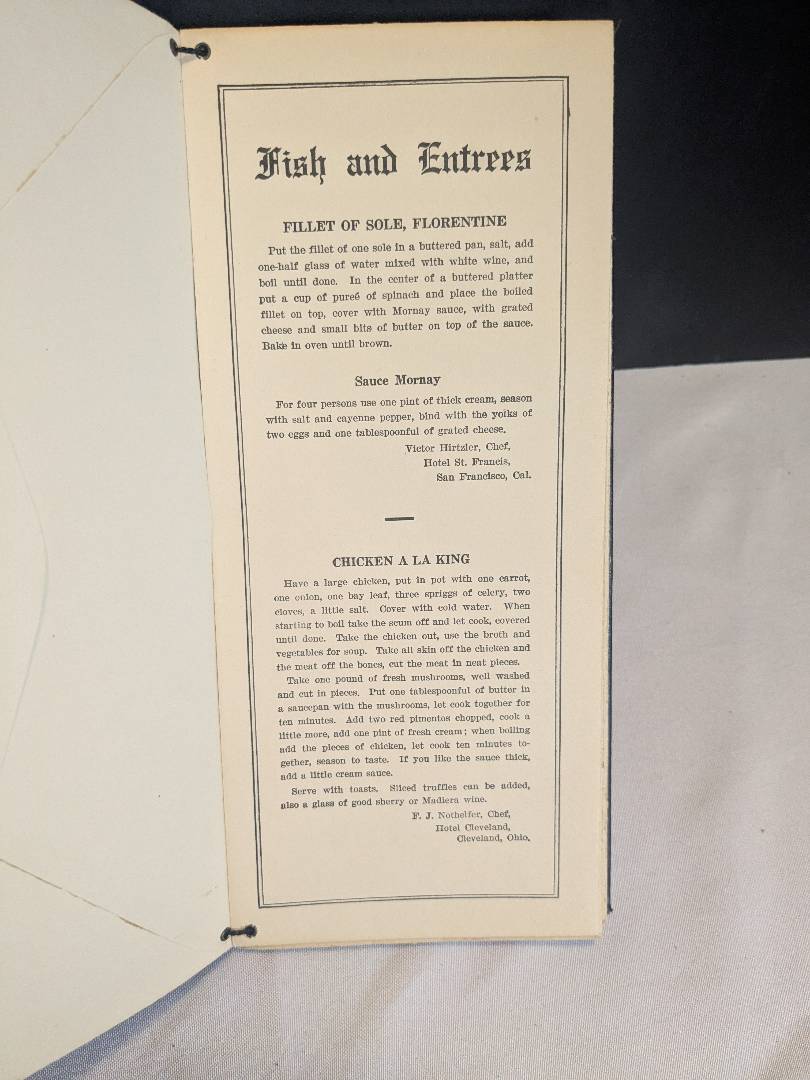 Fish and Entrees
FILLET OF SOLE, FLORENTINE
Put the fillet of one sole in a buttered pan, salt, add
one-half glass of water mixed with white wine, and
boil until done. In the center of a buttered platter
put a cup of pureé of spinach and place the boiled
fillet on top, cover with Mornay sauce, with grated
cheese and small bits of butter on top of the sauce.
Bake in oven until brown.
Sauce Mornay
For four persons use one pint of thick cream, season
with salt and cayenne pepper, bind with the yolks of
two eggs and one tablespoonful of grated cheese.
Victor Hirtzler, Chef,
Hotel St. Francis,
San Francisco, Cal.
CHICKEN A LA KING
Have a large chicken, put in pot with one carrot,
one onion, one bay leaf, three spriggs of celery, two
cloves, a little salt. Cover with cold water. When
starting to boil take the scum off and let cook, covered
until done. Take the chicken out, use the broth and
vegetables for soup. Take all skin off the chicken and
the meat off the bones, cut the meat in neat pieces.
Take one pound of fresh mushrooms, well washed
and cut in pieces. Put one tablespoonful of butter in
a saucepan with the mushrooms, let cook together for
ten minutes. Add two red pimentos chopped, cook a
little more, add one pint of fresh cream; when boiling
add the pieces of chicken, let cook ten minutes to-
gether, season to taste. If you like the sauce thick,
add a little cream sauce.
Serve with toasts. Sliced truffles can be added,
also a glass of good sherry or Madiera wine.
F. J. Nothelfer, Chef,
Hotel Cleveland,
Cleveland, Ohio.